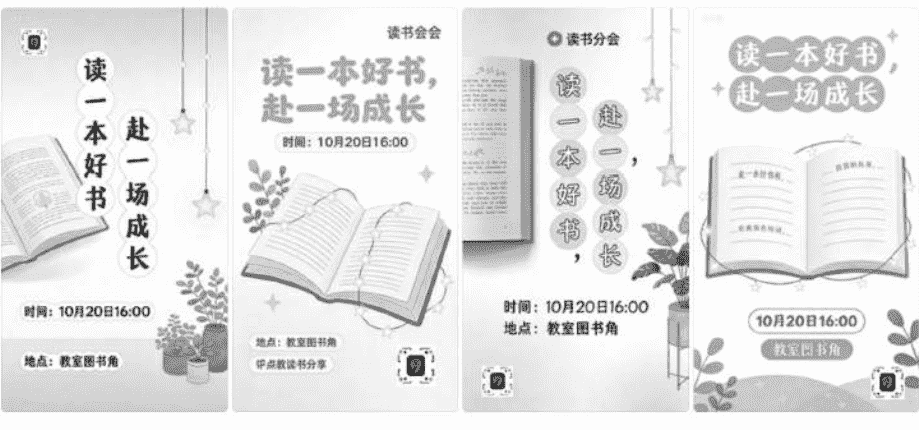 读一本好书
赴一场成长
时间：10月20日16:00
地点：教室图书角
读书会会
读一本好书，
赴一场成长
时间：10月20日16:00
地点：教室图书角
读书分享
读书分会
读一本好书，
赴一场成长，
时间：10月20日16:00
地点：教室图书角
读一本好书，
赴一场成长
10月20日16:00
教室图书角